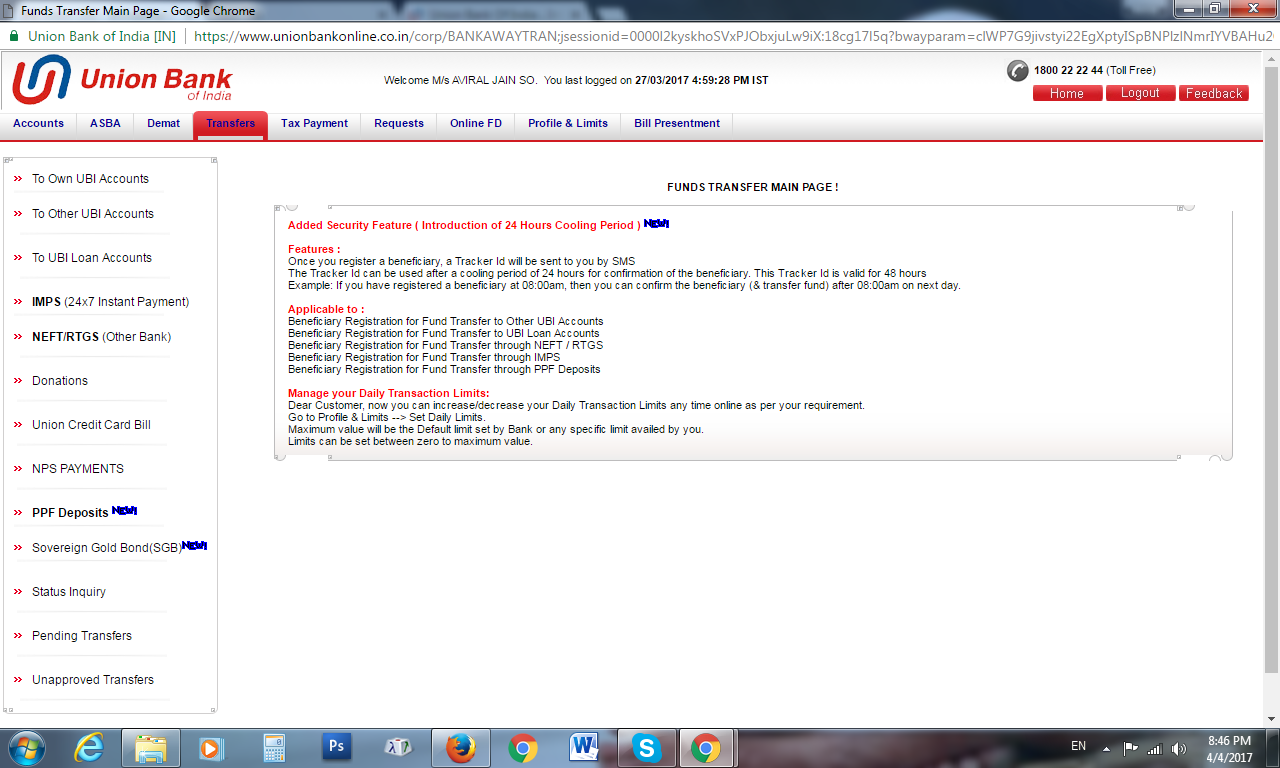 Funds Transfer Main Page - Google Chrome
Union Bank of India [IN] https://www.unionbankonline.co.in/corp/BANKAWAYTRAN;jsessionid=
Union Bank
of India
Welcome M/s AVIRAL JAIN SO. You last logged on 27/03/2017 4:59:28 PM IST
1800 22 22 44 (Toll Free)
Home Logout Feedback
Accounts ASBA Demat Transfers Tax Payment Requests Online FD Profile & Limits Bill Presentment
To Own UBI Accounts
To Other UBI Accounts
To UBI Loan Accounts
IMPS (24x7 Instant Payment)
NEFT/RTGS (Other Bank)
Donations
Union Credit Card Bill
NPS PAYMENTS
PPF Deposits NEW!
Sovereign Gold Bond(SGB) NEW!
Status Inquiry
Pending Transfers
Unapproved Transfers
FUNDS TRANSFER MAIN PAGE !
Added Security Feature ( Introduction of 24 Hours Cooling Period ) NEW!
Features :
Once you register a beneficiary, a Tracker Id will be sent to you by SMS
The Tracker Id can be used after a cooling period of 24 hours for confirmation of the beneficiary. This Tracker Id is valid for 48 hours
Example: If you have registered a beneficiary at 08:00am, then you can confirm the beneficiary (& transfer fund) after 08:00am on next day.
Applicable to :
Beneficiary Registration for Fund Transfer to Other UBI Accounts
Beneficiary Registration for Fund Transfer to UBI Loan Accounts
Beneficiary Registration for Fund Transfer through NEFT / RTGS
Beneficiary Registration for Fund Transfer through IMPS
Beneficiary Registration for Fund Transfer through PPF Deposits
Manage your Daily Transaction Limits:
Dear Customer, now you can increase/decrease your Daily Transaction Limits any time online as per your requirement.
Go to Profile & Limits --> Set Daily Limits.
Maximum value will be the Default limit set by Bank or any specific limit availed by you.
Limits can be set between zero to maximum value.
Ps
EN
8:46 PM
4/4/2017